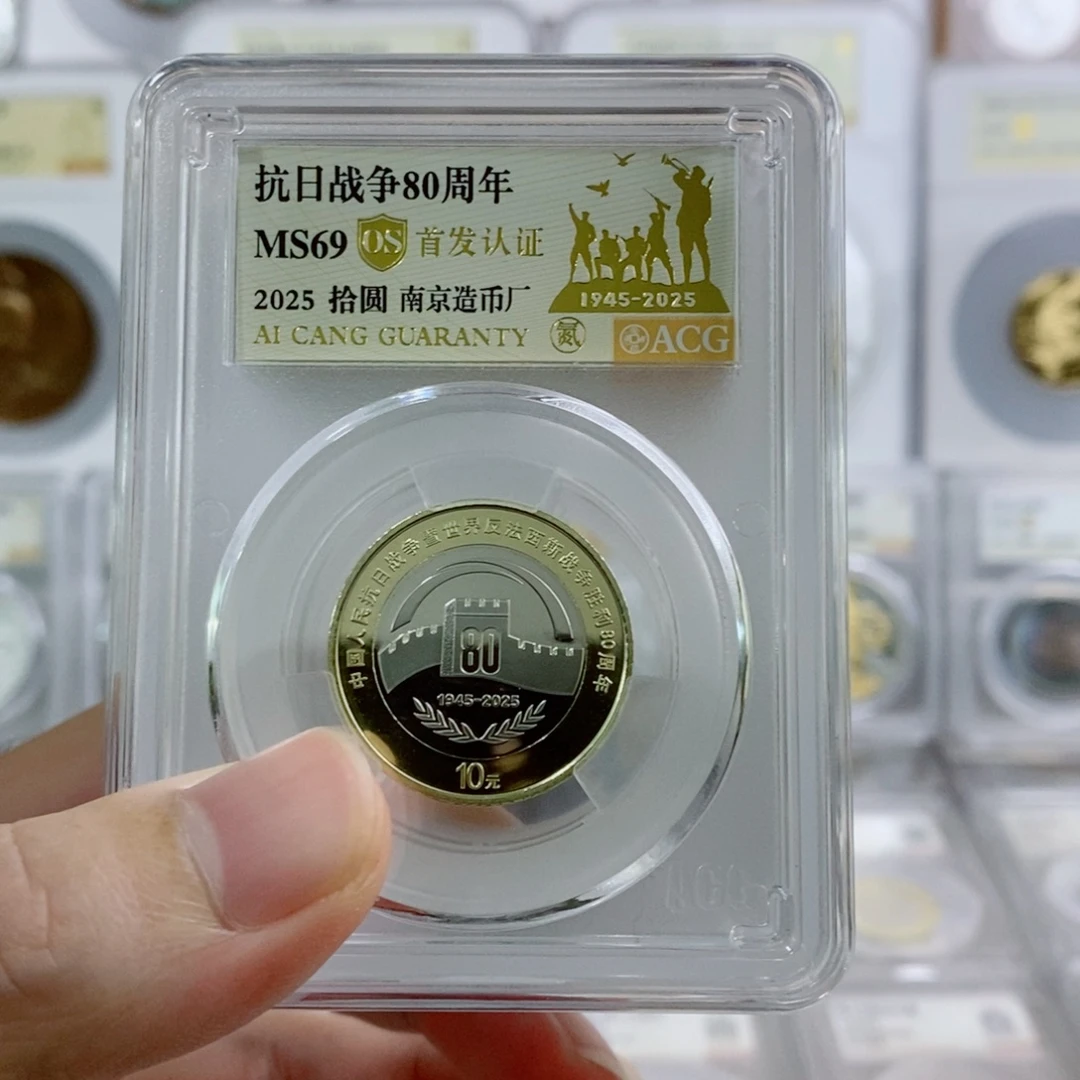 抗日战争80周年
MS69 OS 首发认证
2025 拾圆 南京造币厂
AI CANG GUARANTY
1945-2025
氮 ACG
中国人民抗日战争暨世界反法西斯战争胜利80周年
80
1945-2025
10元
ACG